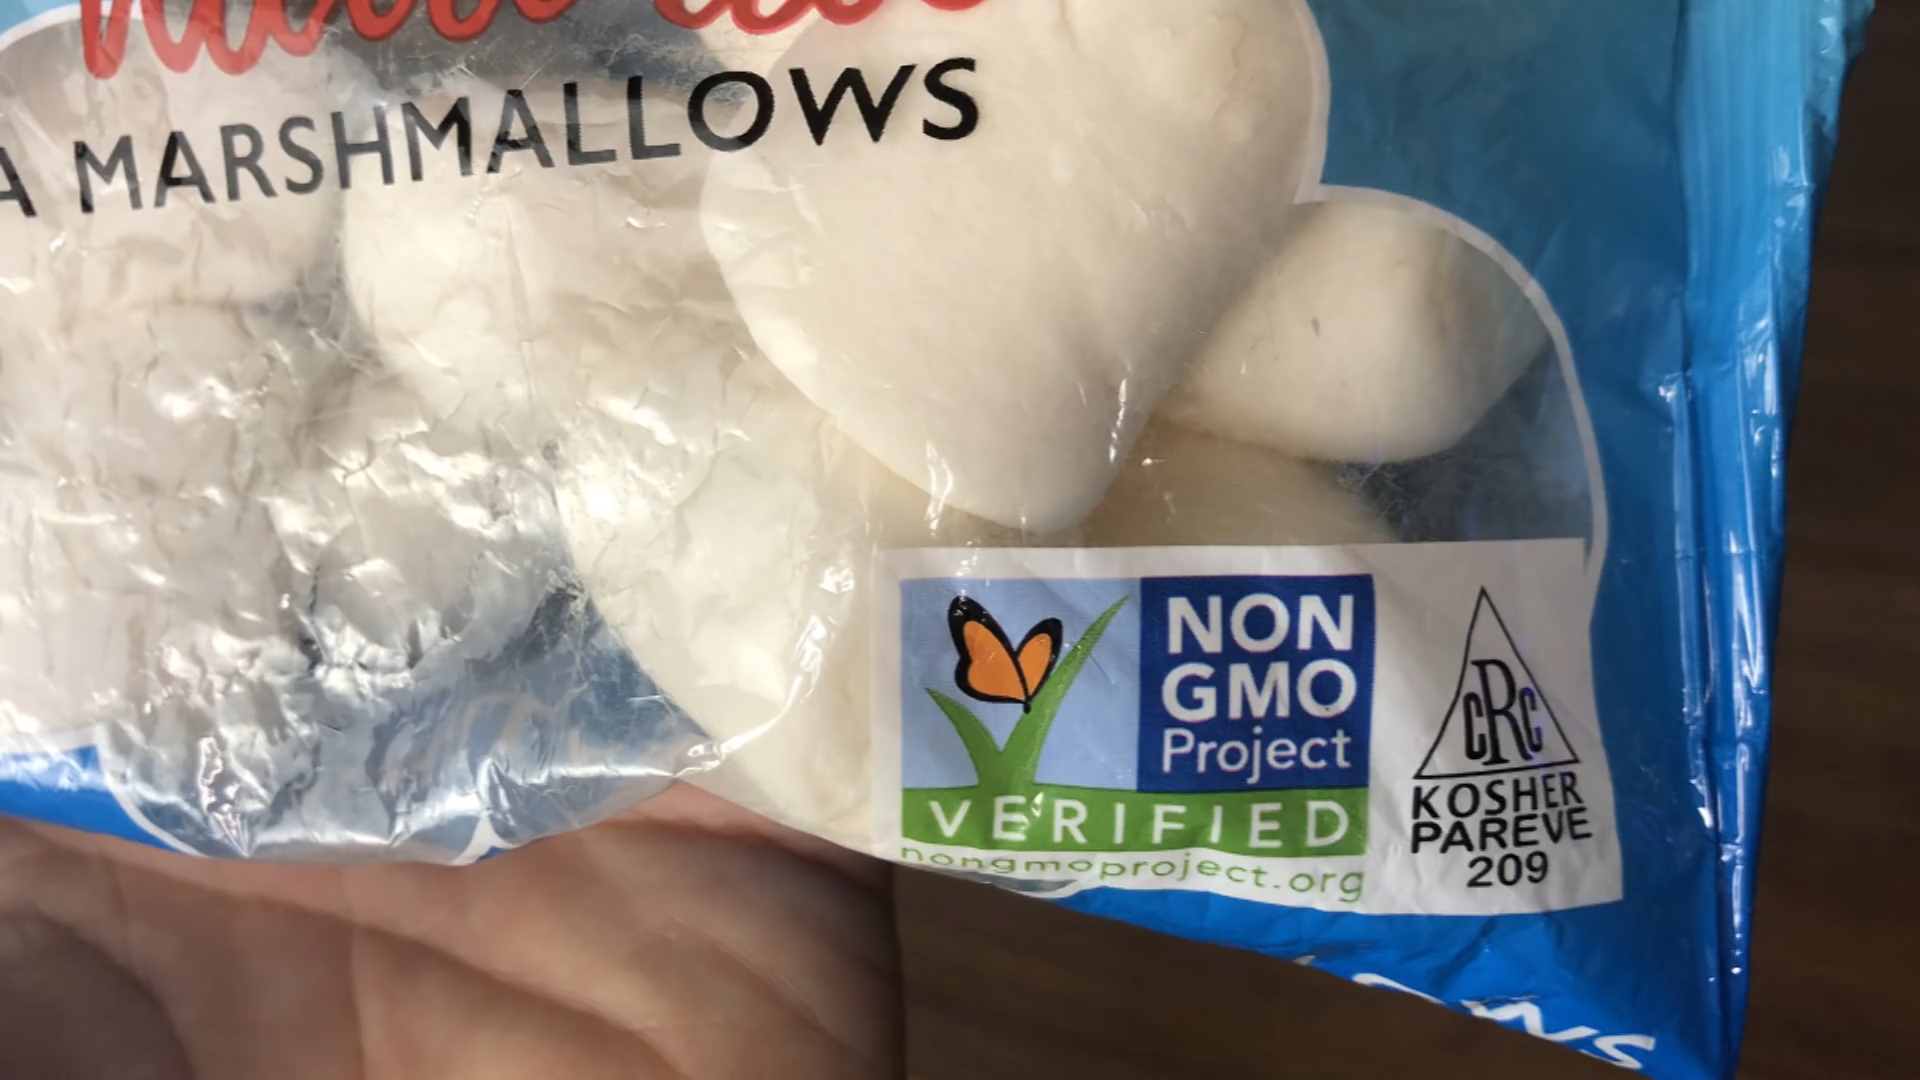 A MARSHMALLOWS
NON
GMO
Project
VERIFIED
nongmoproject.org
cRc
KOSHER
PAREVE
209